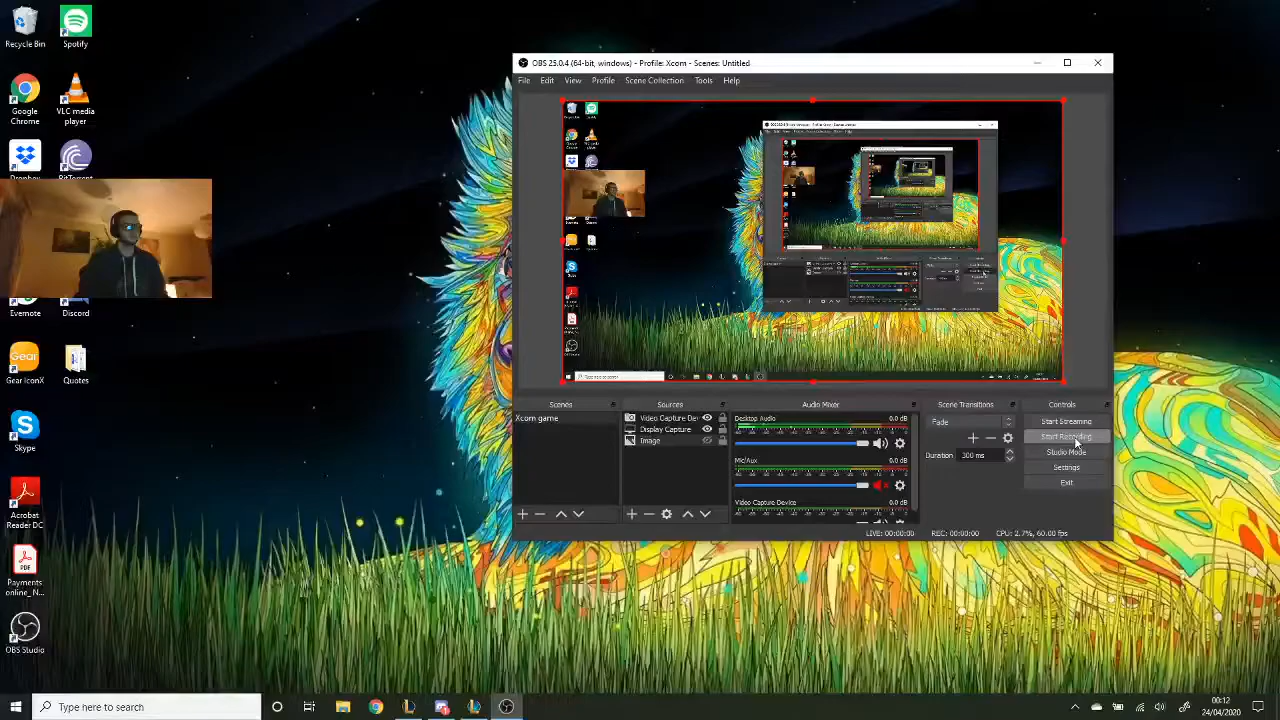 Recycle Bin
Spotify
Google Chrome
VLC media player
Dropbox
BitTorrent
Evernote
Discord
Gear IconX
Quotes
Skype
Acrobat Reader DC
Payments online_N...
OBS Studio
OBS 25.0.4 (64-bit, windows) - Profile: Xcom - Scenes: Untitled
File Edit View Profile Scene Collection Tools Help
Scenes
Xcom game
Sources
Video Capture De
Display Capture
Image
Audio Mixer
Desktop Audio 0.0 dB
Mic/Aux 0.0 dB
Video Capture Device 0.0 dB
Scene Transitions
Fade
Duration 300 ms
Controls
Start Streaming
Start Recording
Studio Mode
Settings
Exit
LIVE: 00:00:00 REC: 00:00:00 CPU: 2.7%, 60.00 fps
Type here to search
00:12
24/04/2020